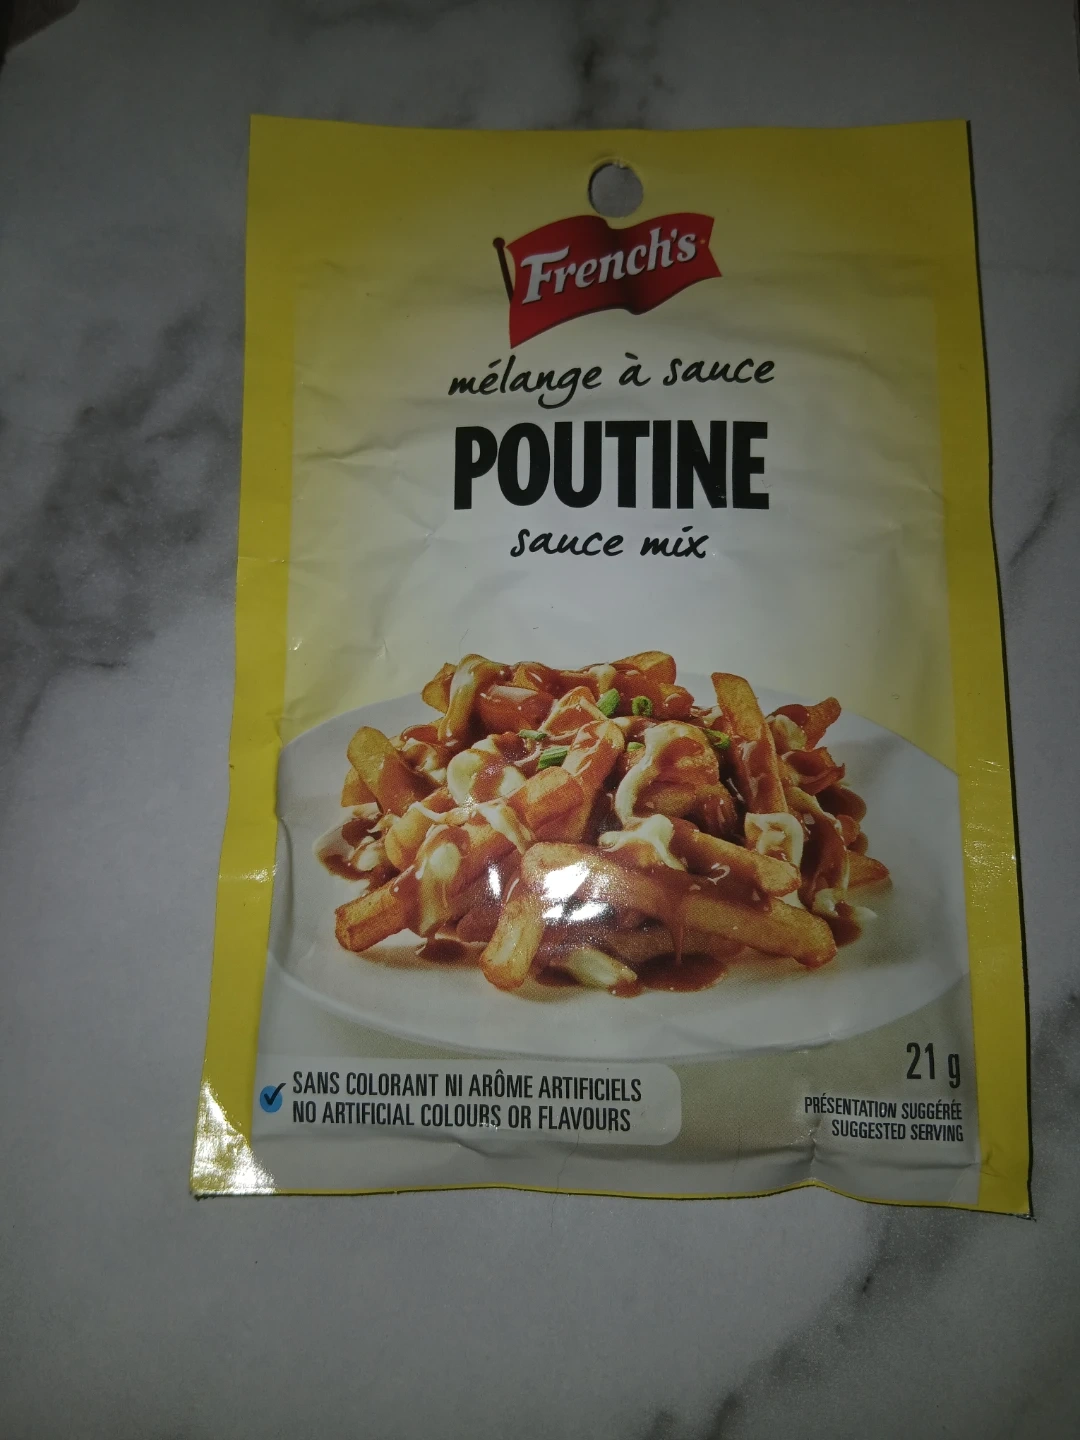 French's
mélange à sauce
POUTINE
sauce mix
21 g
SANS COLORANT NI ARÔME ARTIFICIELS
NO ARTIFICIAL COLOURS OR FLAVOURS
PRÉSENTATION SUGGÉRÉE
SUGGESTED SERVING